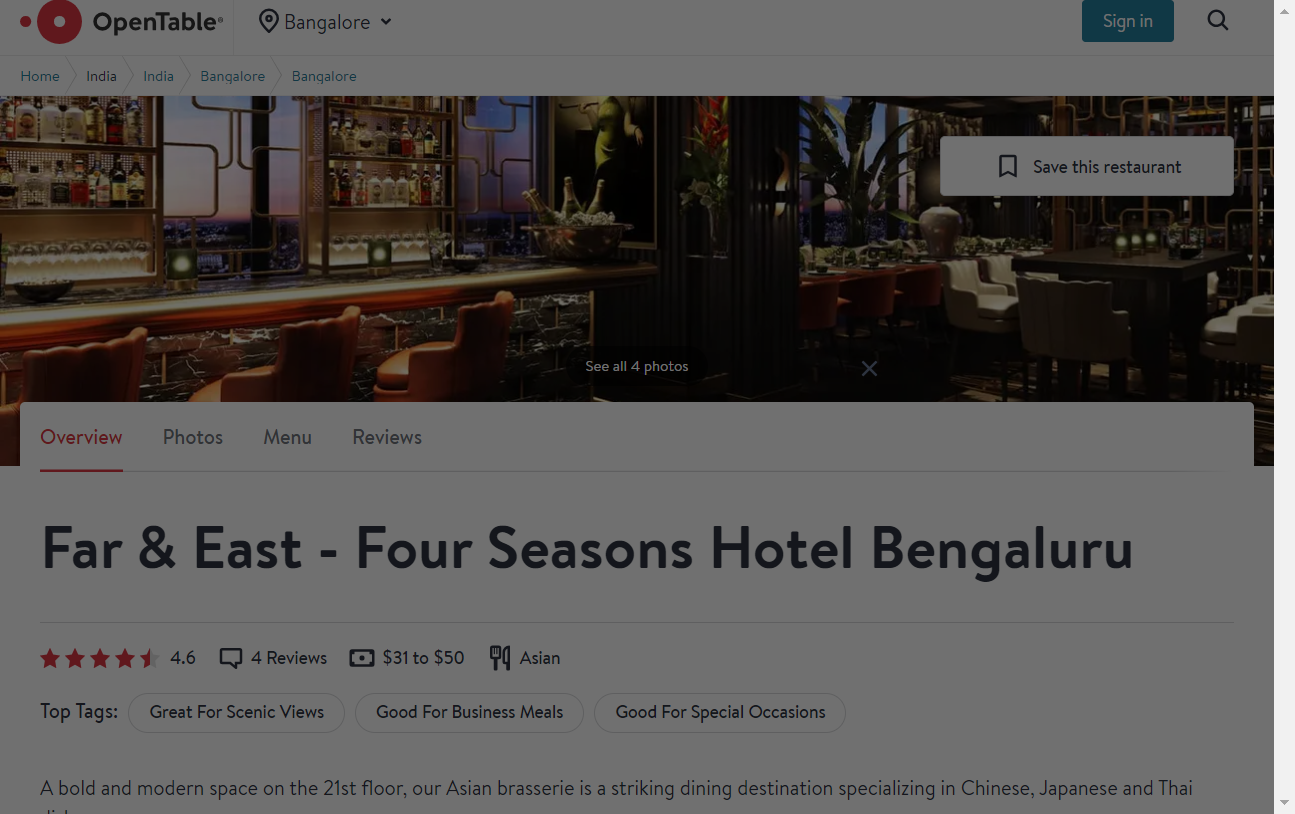 OpenTable®
Bangalore
Sign in
Home India India Bangalore Bangalore
Save this restaurant
See all 4 photos
Overview Photos Menu Reviews
Far & East - Four Seasons Hotel Bengaluru
4.6 4 Reviews $31 to $50 Asian
Top Tags: Great For Scenic Views Good For Business Meals Good For Special Occasions
A bold and modern space on the 21st floor, our Asian brasserie is a striking dining destination specializing in Chinese, Japanese and Thai